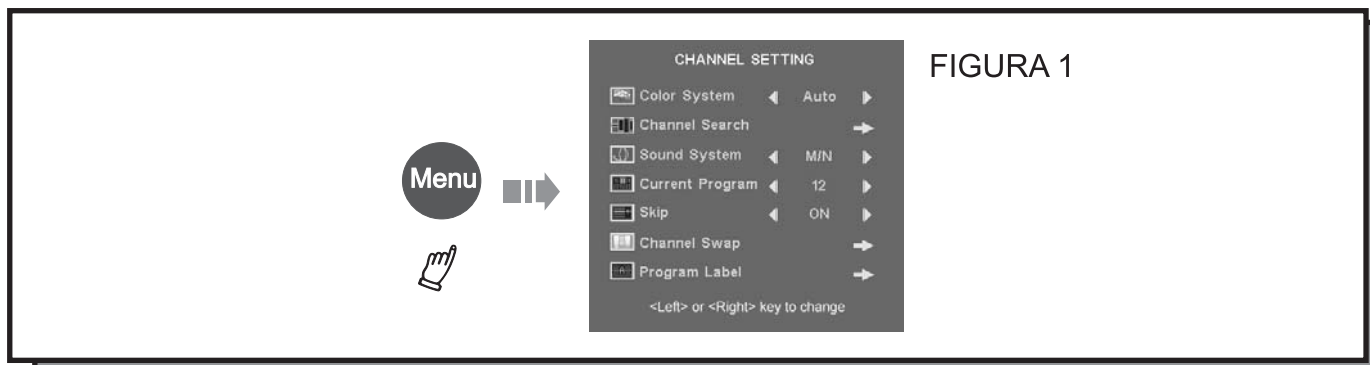 Menu
CHANNEL SETTING
Color System Auto
Channel Search
Sound System M/N
Current Program 12
Skip ON
Channel Swap
Program Label
<Left> or <Right> key to change
FIGURA 1